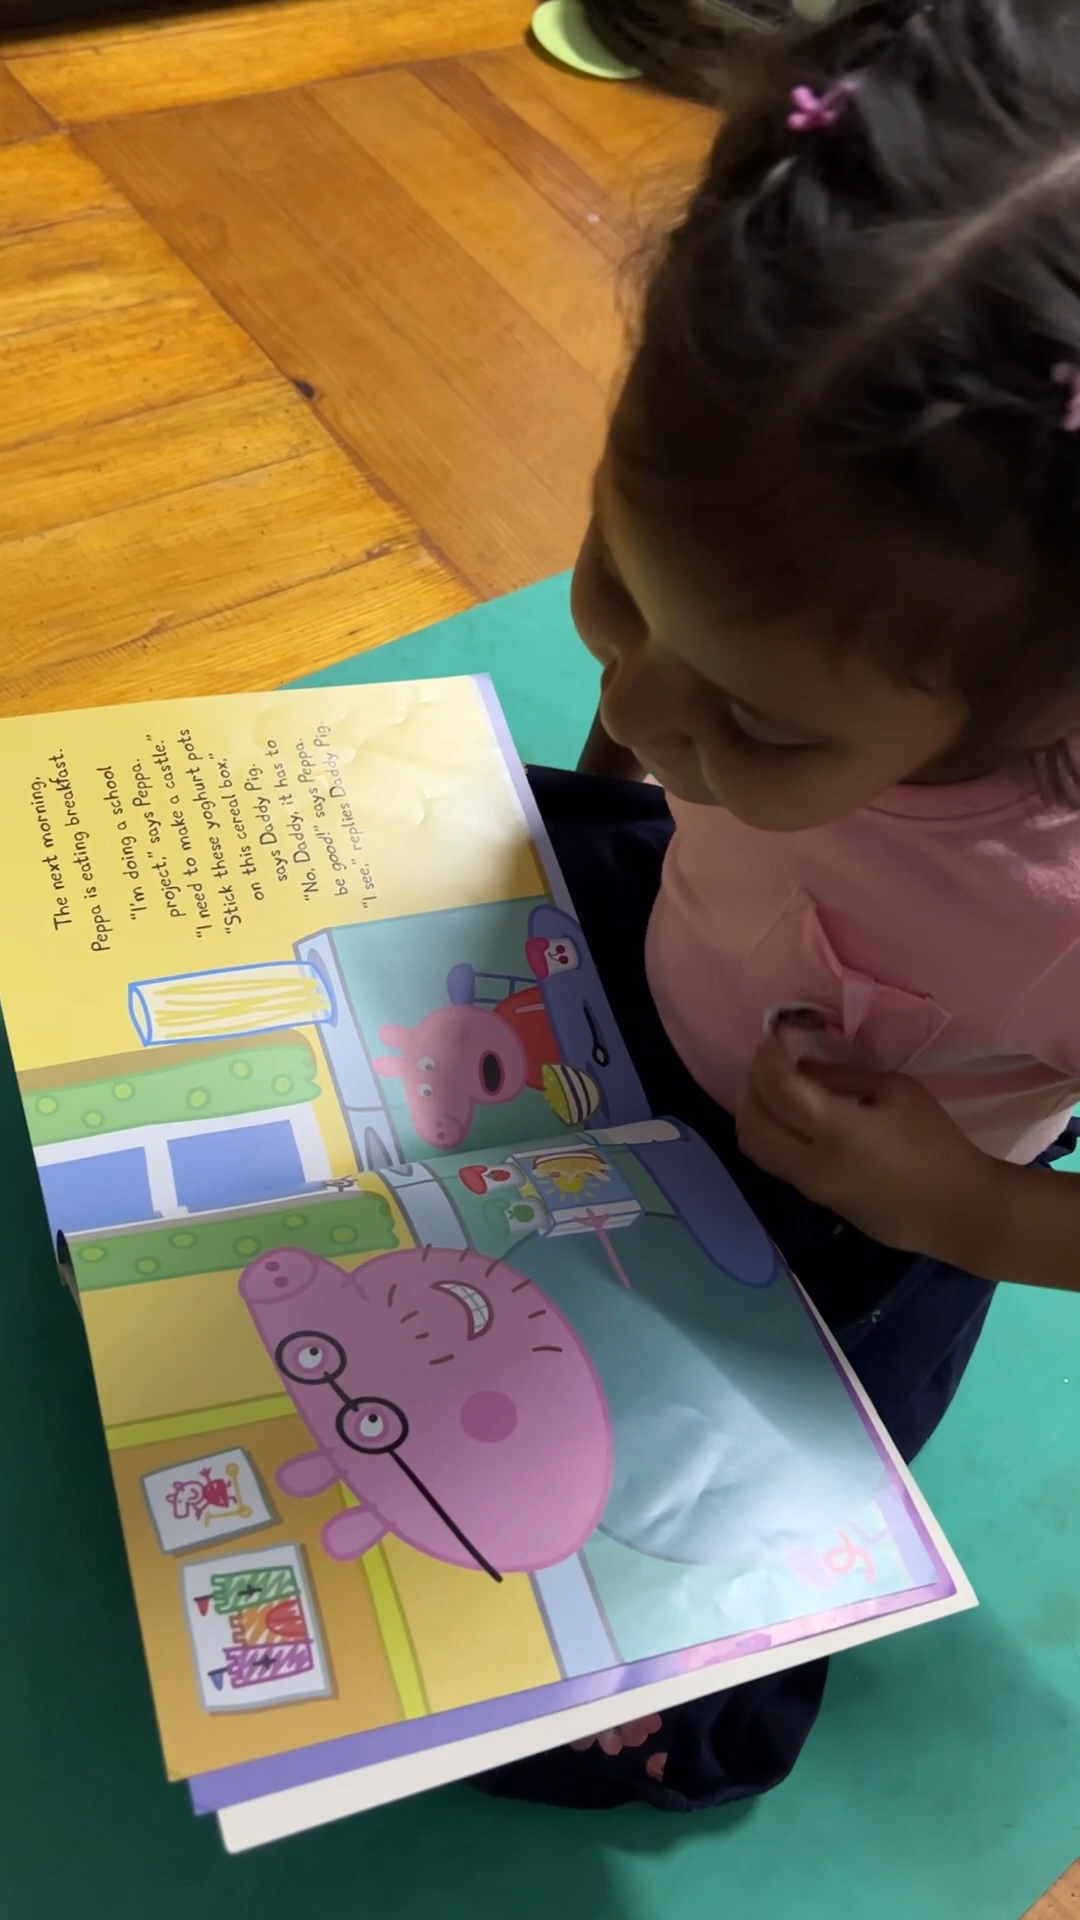 The next morning,
Peppa is eating breakfast.
"I'm doing a school
project," says Peppa.
"I need to make a castle."
"Stick these yoghurt pots
on this cereal box,"
says Daddy Pig.
"No, Daddy, it has to
be good!" says Peppa.
"I see," replies Daddy Pig.